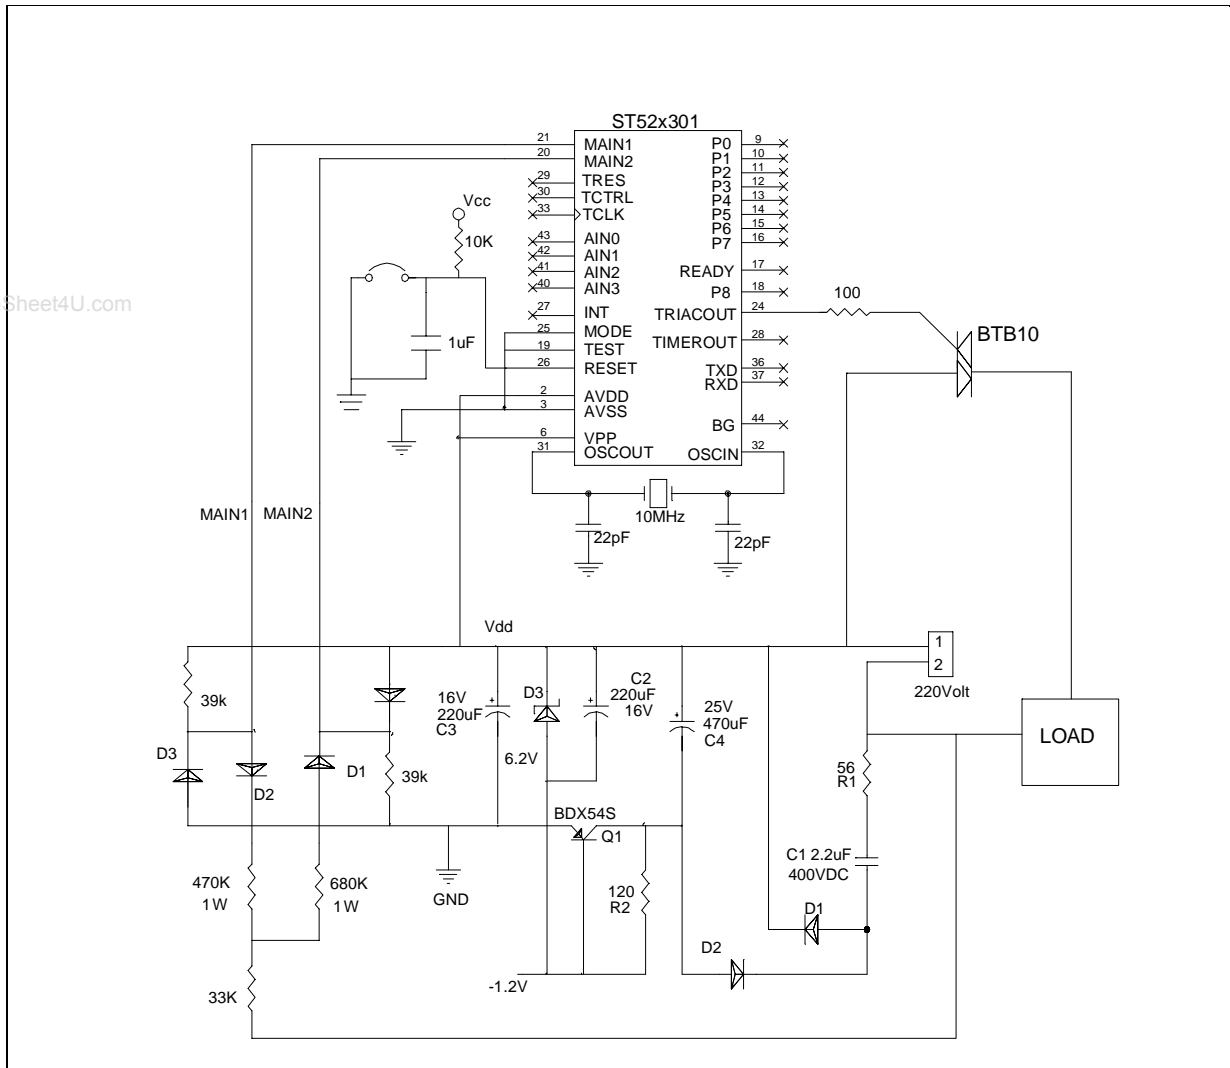 ST52x301
21
MAIN1
20
MAIN2
29
TRES
30
TCTRL
33
TCLK
43
AIN0
42
AIN1
41
AIN2
40
AIN3
27
INT
25
MODE
19
TEST
26
RESET
2
AVDD
3
AVSS
6
VPP
31
OSCOUT
P0
9
P1
10
P2
11
P3
12
P4
13
P5
14
P6
15
P7
16
READY
17
P8
18
TRIACOUT
24
TIMEROUT
28
TXD
36
RXD
37
BG
44
OSCIN
32
Vcc
10K
1uF
Sheet4U.com
100
BTB10
10MHz
22pF
22pF
MAIN1
MAIN2
Vdd
1
2
220Volt
LOAD
39k
D3
D2
D1
39k
16V
220uF
C3
D3
6.2V
C2
220uF
16V
25V
470uF
C4
BDX54S
Q1
56
R1
C1 2.2uF
400VDC
GND
470K
1W
680K
1W
120
R2
D1
D2
-1.2V
33K